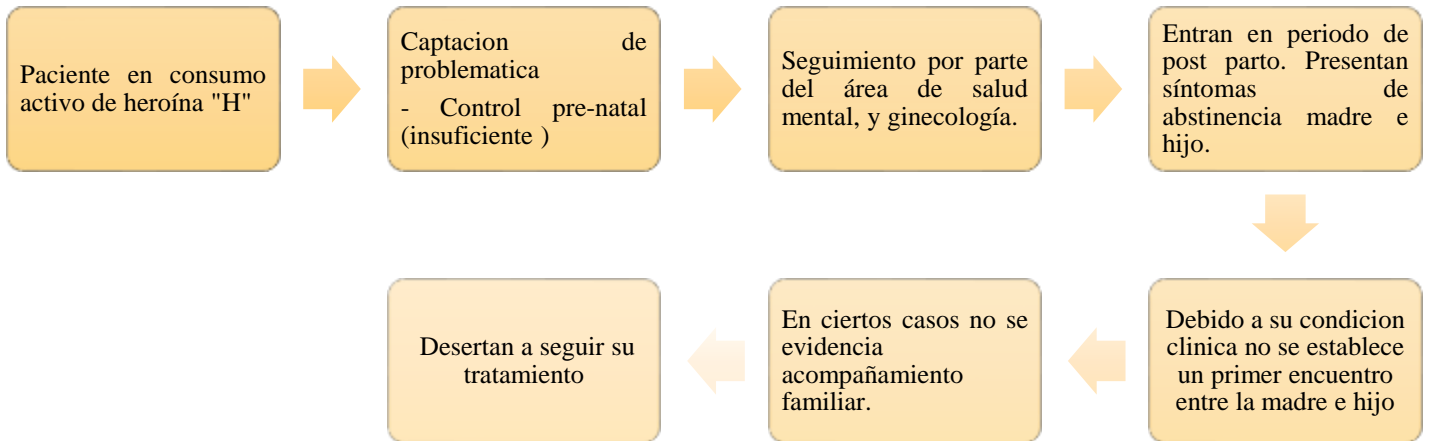 Paciente en consumo
activo de heroína "H"
Captacion de
problematica
- Control pre-natal
(insuficiente )
Seguimiento por parte
del área de salud
mental, y ginecología.
Entran en periodo de
post parto. Presentan
síntomas de
abstinencia madre e
hijo.
Debido a su condicion
clinica no se establece
un primer encuentro
entre la madre e hijo
En ciertos casos no se
evidencia
acompañamiento
familiar.
Desertan a seguir su
tratamiento